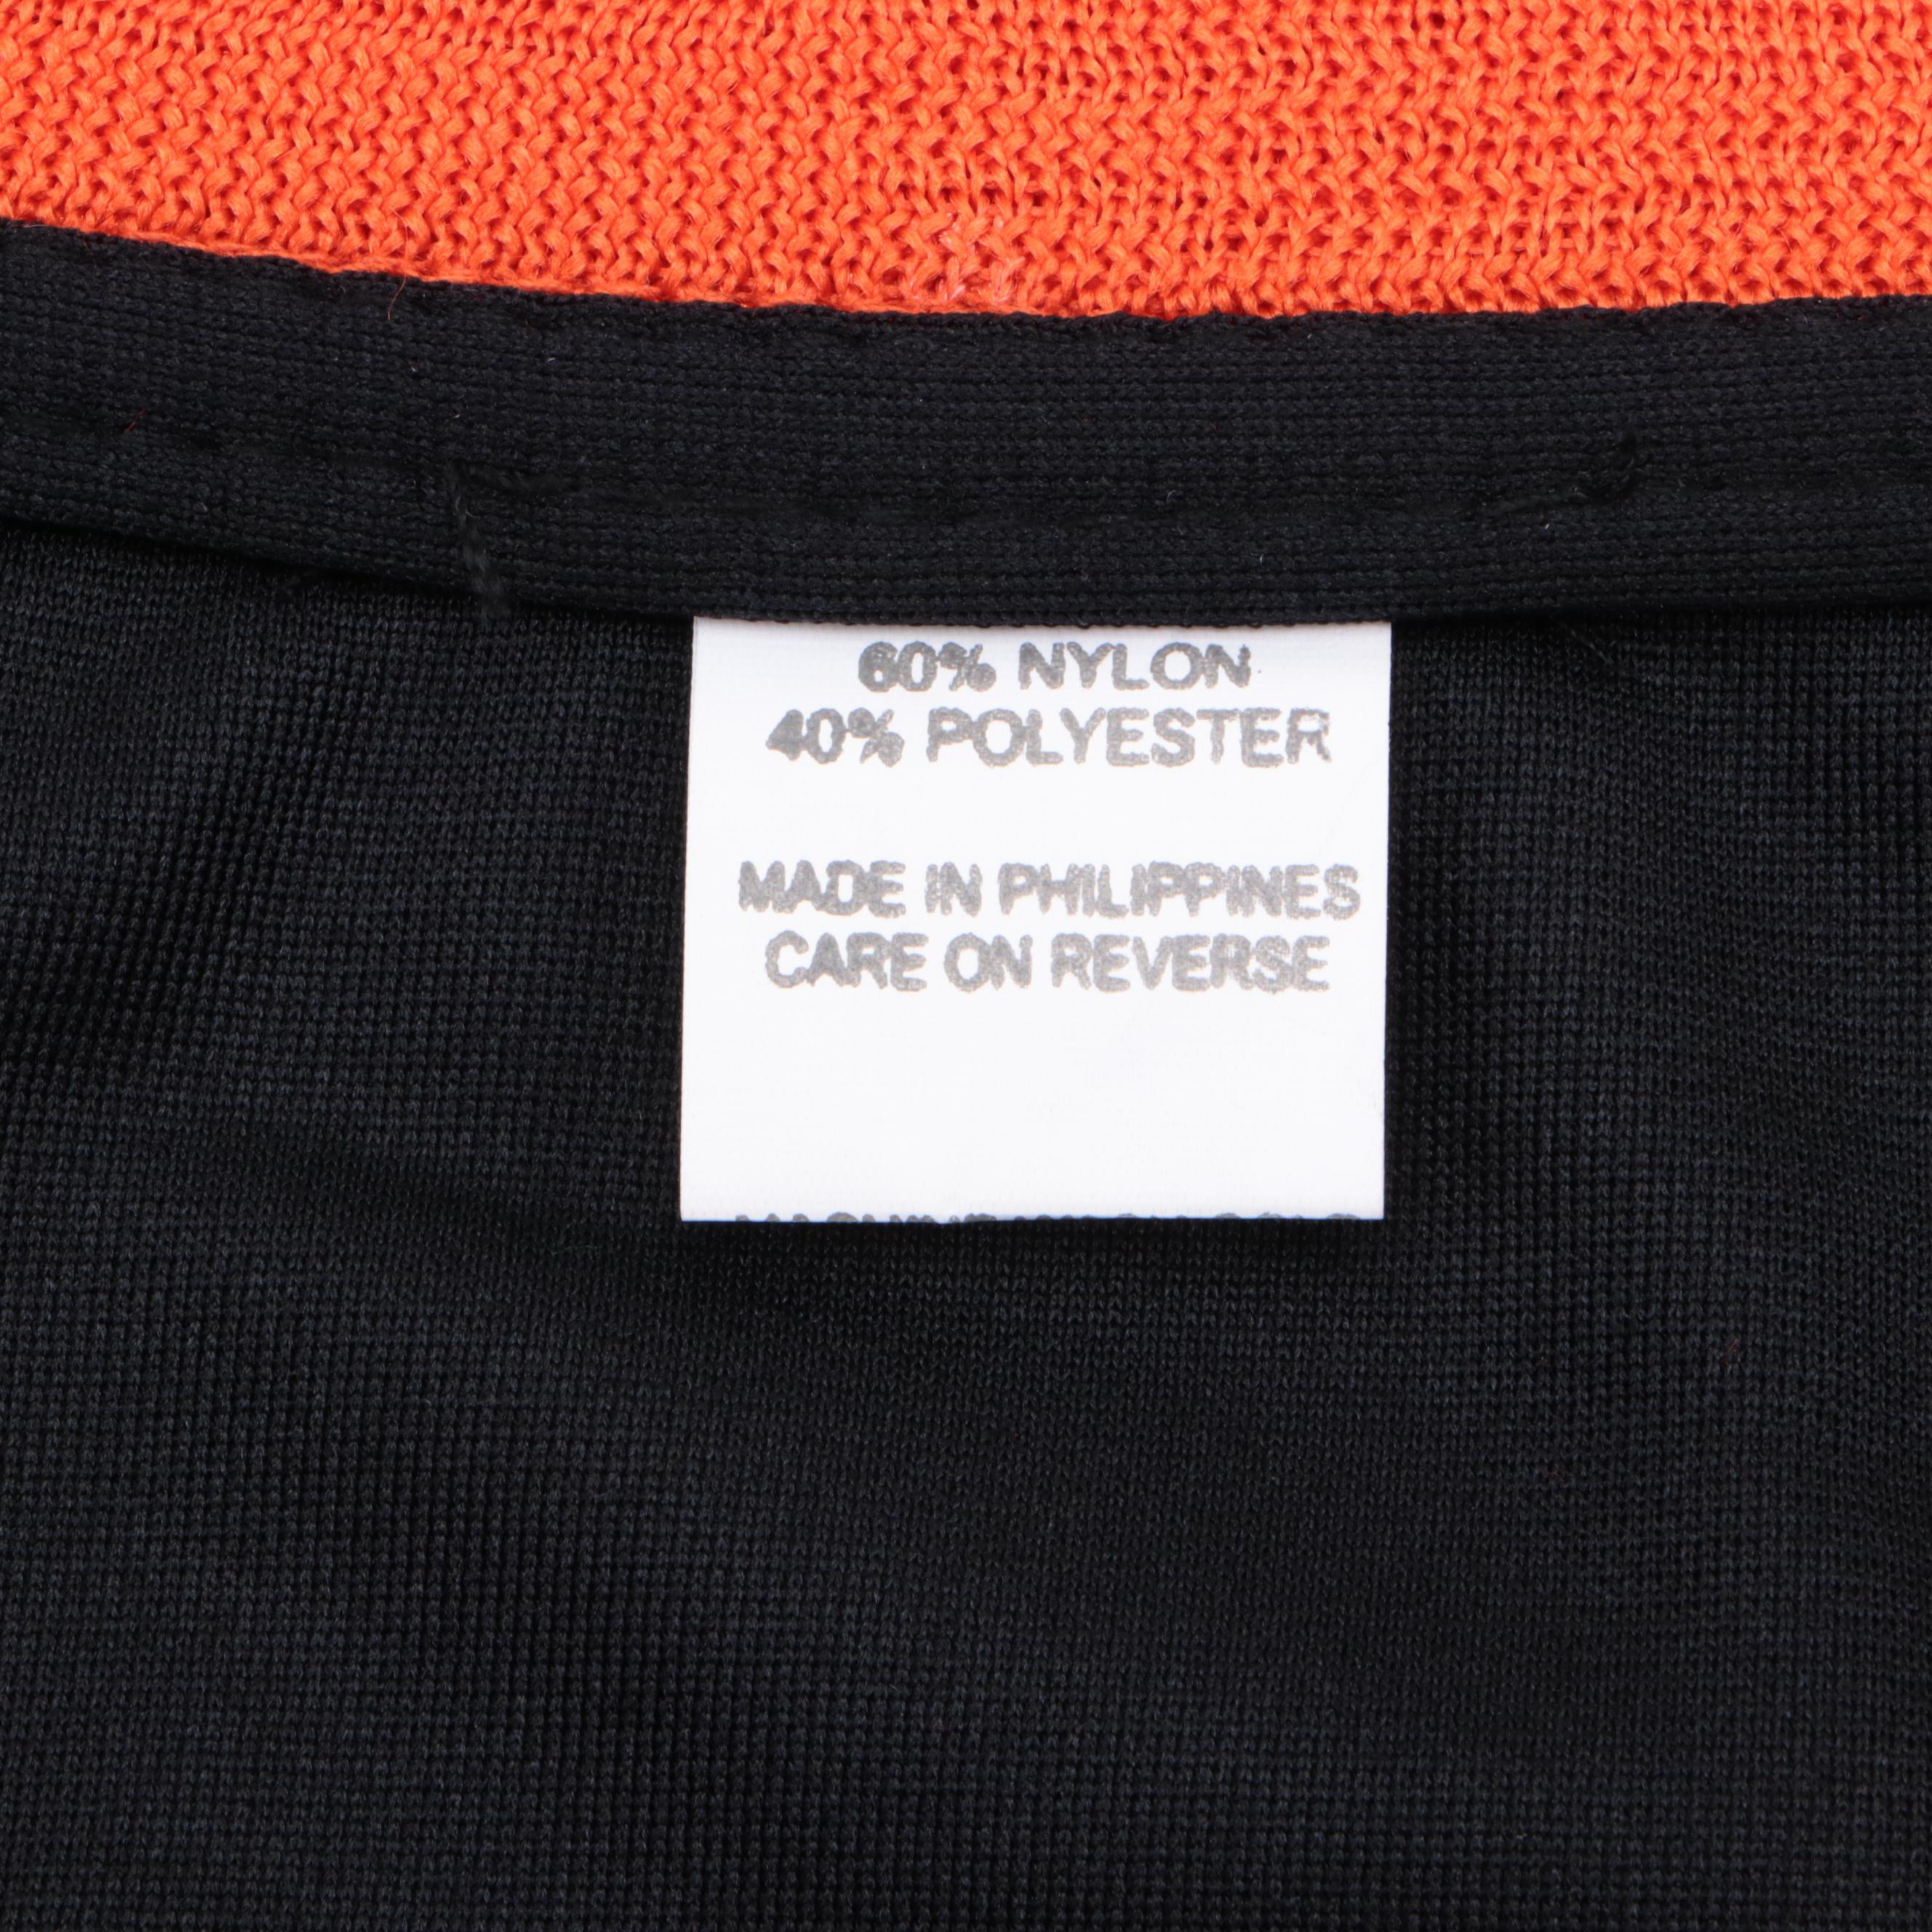 60% NYLON
40% POLYESTER
MADE IN PHILIPPINES
CARE ON REVERSE